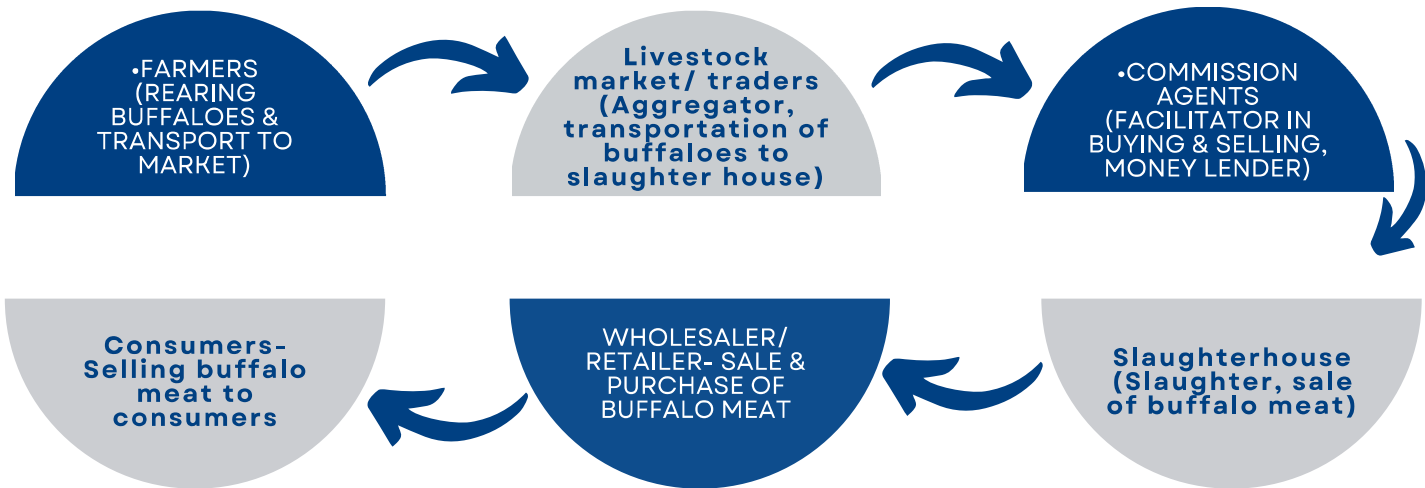 •FARMERS
(REARING
BUFFALOES &
TRANSPORT TO
MARKET)
Livestock
market/ traders
(Aggregator,
transportation of
buffaloes to
slaughter house)
•COMMISSION
AGENTS
(FACILITATOR IN
BUYING & SELLING,
MONEY LENDER)
Slaughterhouse
(Slaughter, sale
of buffalo meat)
WHOLESALER/
RETAILER- SALE &
PURCHASE OF
BUFFALO MEAT
Consumers-
Selling buffalo
meat to
consumers